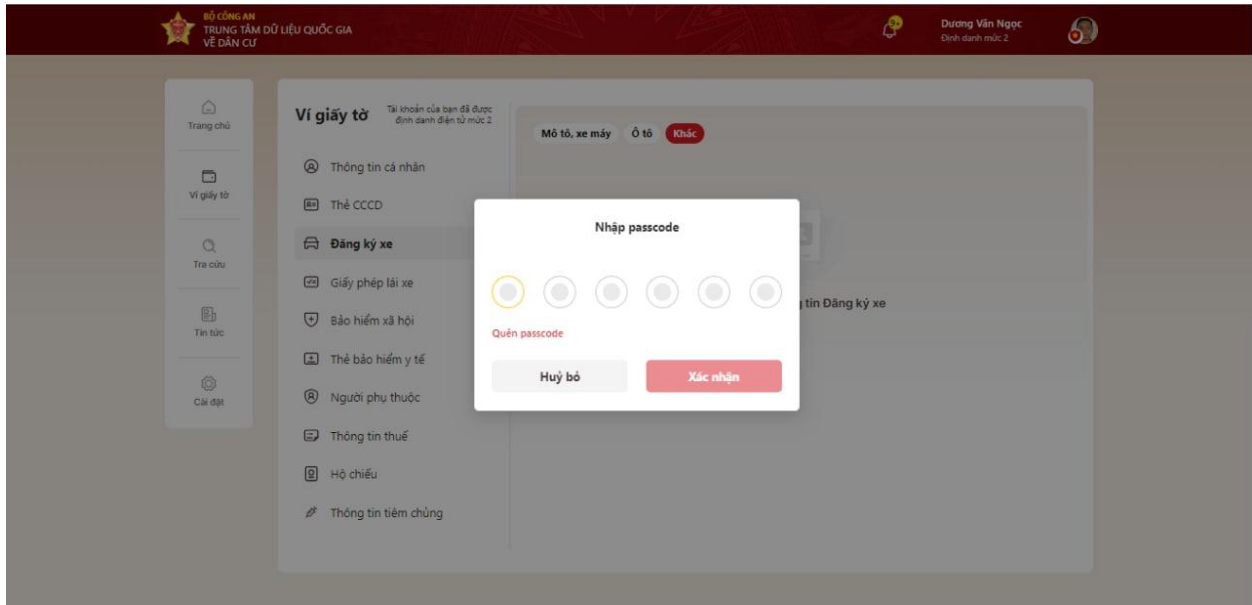 BỘ CÔNG AN
TRUNG TÂM DỮ LIỆU QUỐC GIA
VỀ DÂN CƯ
9+
Dương Văn Ngọc
Định danh mức 2
Trang chủ
Ví giấy tờ
Tra cứu
Tin tức
Cài đặt
Ví giấy tờ
Tài khoản của bạn đã được
định danh điện tử mức 2
Thông tin cá nhân
Thẻ CCCD
Đăng ký xe
Giấy phép lái xe
Bảo hiểm xã hội
Thẻ bảo hiểm y tế
Người phụ thuộc
Thông tin thuế
Hộ chiếu
Thông tin tiêm chủng
Mô tô, xe máy
Ô tô
Khác
Nhập passcode
Quên passcode
Huỷ bỏ
Xác nhận
tin Đăng ký xe